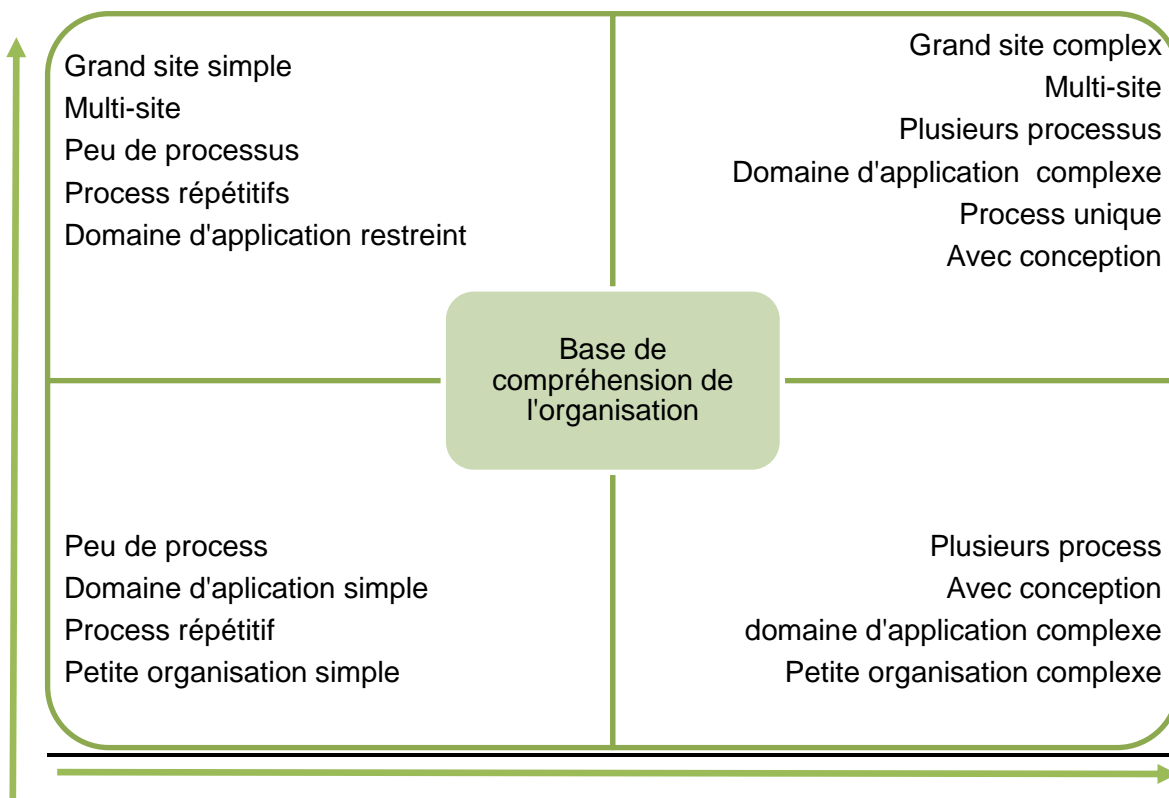 Grand site simple
Multi-site
Peu de processus
Process répétitifs
Domaine d'application restreint
Grand site complex
Multi-site
Plusieurs processus
Domaine d'application  complexe
Process unique
Avec conception
Base de
compréhension de
l'organisation
Peu de process
Domaine d'aplication simple
Process répétitif
Petite organisation simple
Plusieurs process
Avec conception
domaine d'application complexe
Petite organisation complexe